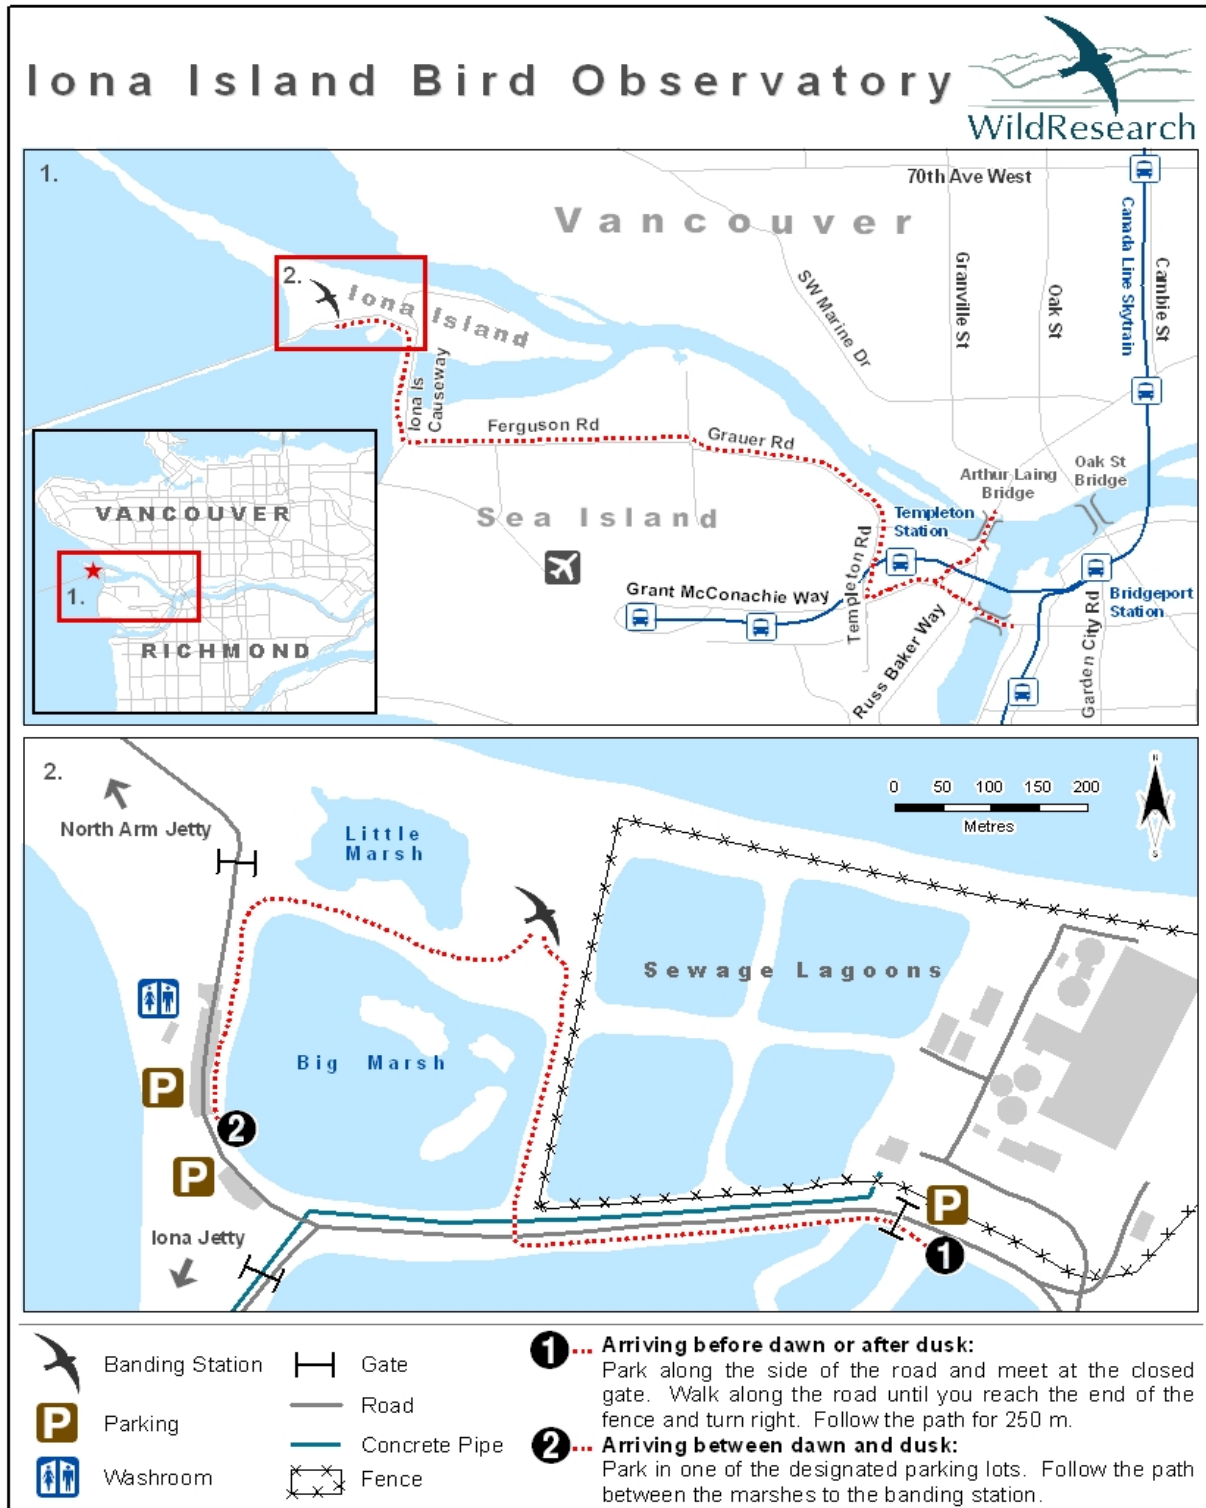 Iona Island Bird Observatory
WildResearch
1.
70th Ave West
Vancouver
Canada Line Skytrain
Cambie St
Granville St
Oak St
SW Marine Dr
2.
Iona Island
Iona Is
Causeway
Ferguson Rd
Grauer Rd
Arthur Laing
Bridge
Oak St
Bridge
Sea Island
Templeton
Station
Templeton Rd
Grant McConachie Way
Bridgeport
Station
Russ Baker Way
Garden City Rd
VANCOUVER
1.
RICHMOND
2.
North Arm Jetty
Little
Marsh
0 50 100 150 200
Metres
N
S
Sewage Lagoons
Big Marsh
P
2
P
P
1
Iona Jetty
Banding Station
Gate
P
Parking
Road
Washroom
Concrete Pipe
Fence
1 Arriving before dawn or after dusk:
Park along the side of the road and meet at the closed
gate. Walk along the road until you reach the end of the
fence and turn right. Follow the path for 250 m.
2 Arriving between dawn and dusk:
Park in one of the designated parking lots. Follow the path
between the marshes to the banding station.